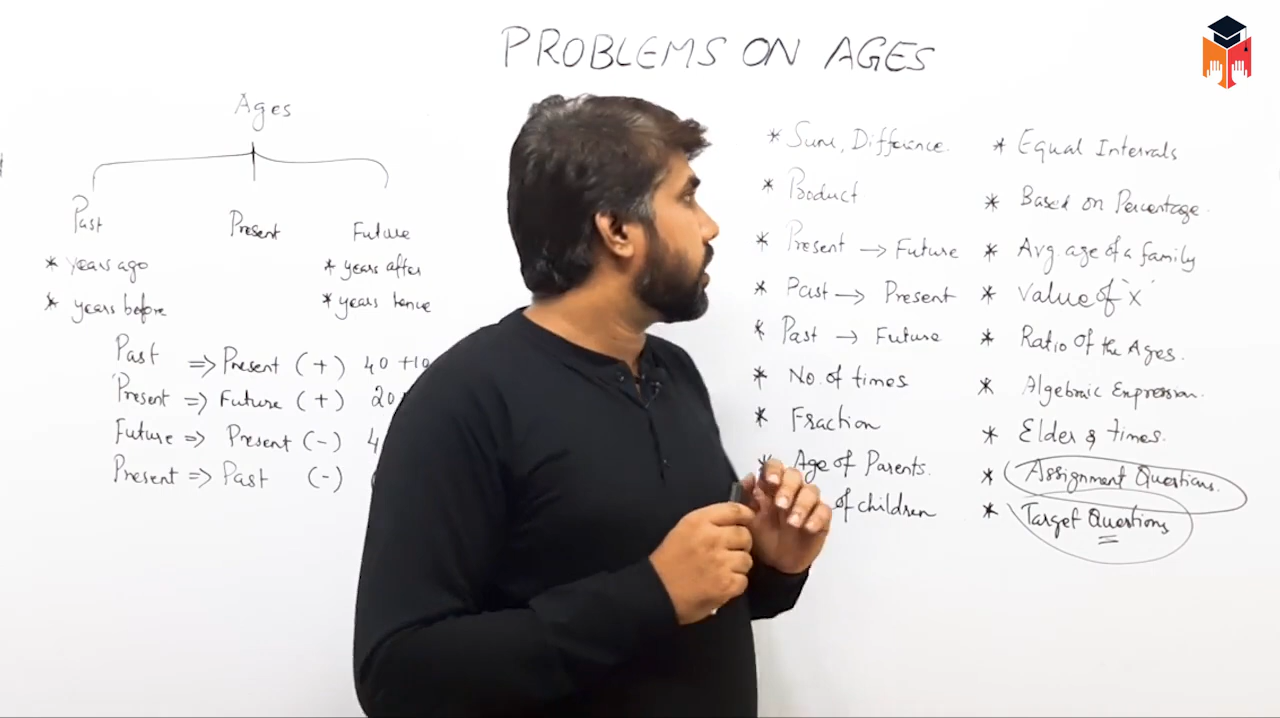 PROBLEMS ON AGES
Ages
Past Present Future
* years ago
* years before
* years after
* years hence
Past => Present (+) 40 +10
Present => Future (+) 20
Future => Present (-) 4
Present => Past (-)
* Sum, Difference.
* Product
* Present → Future
* Past → Present
* Past → Future
* No. of times
* Fraction
* Age of Parents.
of children
* Equal Intervals
* Based on Percentage.
* Avg. age of a family
* Value of "x"
* Ratio of the Ages.
* Algebric Expression.
* Elder & times.
* Assignment Questions.
* Target Questions